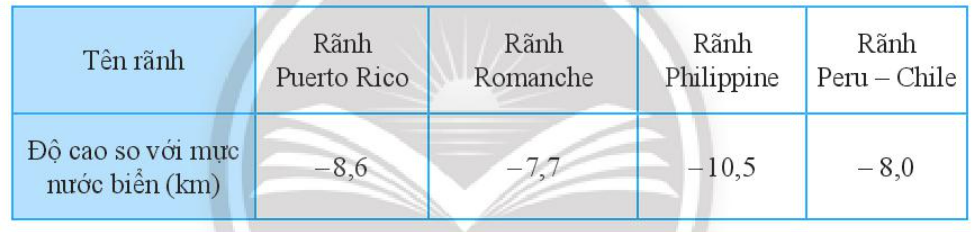 Tên rãnh
Rãnh
Puerto Rico
Rãnh
Romanche
Rãnh
Philippine
Rãnh
Peru – Chile
Độ cao so với mực
nước biển (km)
–8,6
–7,7
–10,5
– 8,0